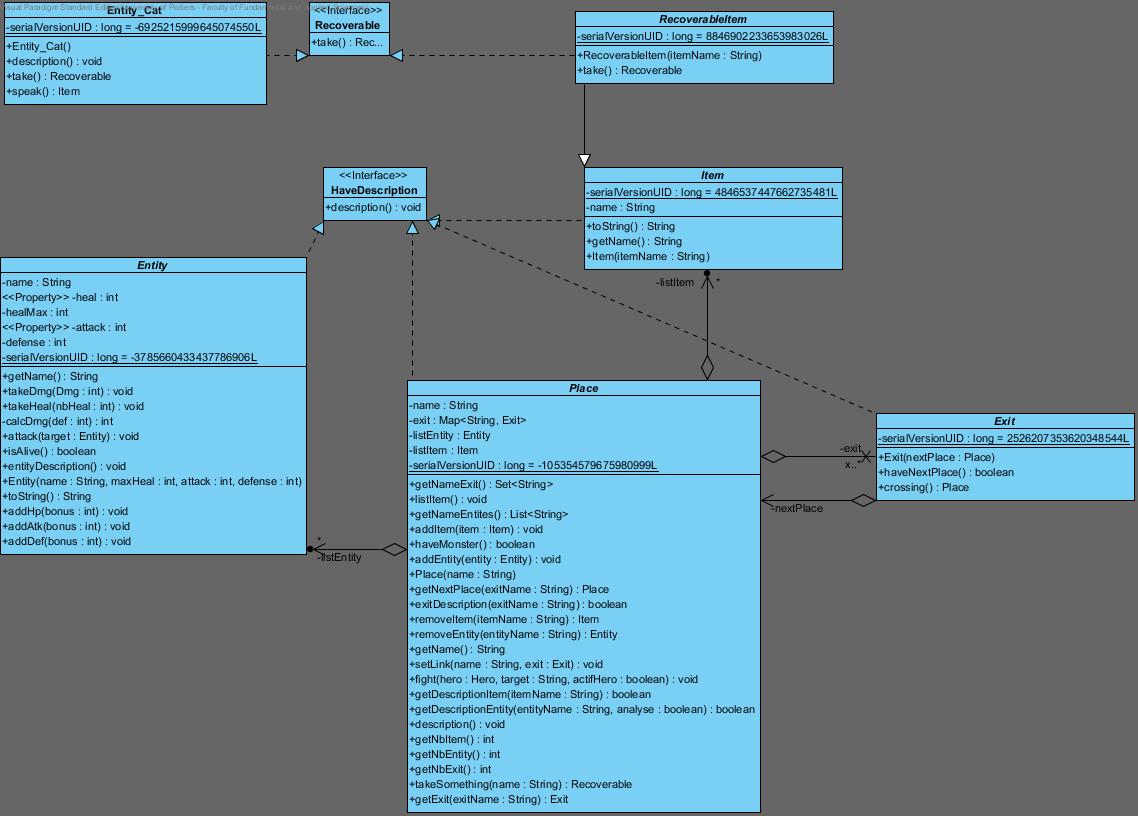 Visual Paradigm Standard Ed University of Poitiers - Faculty of Fundamental and
Entity_Cat
-serialVersionUID : long = -6925215999645074550L
+Entity_Cat()
+description() : void
+take() : Recoverable
+speak() : Item
<<Interface>>
Recoverable
+take() : Rec...
RecoverableItem
-serialVersionUID : long = 8846902233653983026L
+RecoverableItem(itemName : String)
+take() : Recoverable
<<Interface>>
HaveDescription
+description() : void
Item
-serialVersionUID : long = 4846537447662735481L
-name : String
+toString() : String
+getName() : String
+Item(itemName : String)
-listItem
*
Entity
-name : String
<<Property>> -heal : int
-healMax : int
<<Property>> -attack : int
-defense : int
-serialVersionUID : long = -3785660433437786906L
+getName() : String
+takeDmg(Dmg : int) : void
+takeHeal(nbHeal : int) : void
-calcDmg(def : int) : int
+attack(target : Entity) : void
+isAlive() : boolean
+entityDescription() : void
+Entity(name : String, maxHeal : int, attack : int, defense : int)
+toString() : String
+addHp(bonus : int) : void
+addAtk(bonus : int) : void
+addDef(bonus : int) : void
*
-listEntity
Place
-name : String
-exit : Map<String, Exit>
-listEntity : Entity
-listItem : Item
-serialVersionUID : long = -105354579675980999L
+getNameExit() : Set<String>
+listItem() : void
+getNameEntites() : List<String>
+addItem(item : Item) : void
+haveMonster() : boolean
+addEntity(entity : Entity) : void
+Place(name : String)
+getNextPlace(exitName : String) : Place
+exitDescription(exitName : String) : boolean
+removeItem(itemName : String) : Item
+removeEntity(entityName : String) : Entity
+getName() : String
+setLink(name : String, exit : Exit) : void
+fight(hero : Hero, target : String, actifHero : boolean) : void
+getDescriptionItem(itemName : String) : boolean
+getDescriptionEntity(entityName : String, analyse : boolean) : boolean
+description() : void
+getNbItem() : int
+getNbEntity() : int
+getNbExit() : int
+takeSomething(name : String) : Recoverable
+getExit(exitName : String) : Exit
-exit
x..*
-nextPlace
Exit
-serialVersionUID : long = 2526207353620348544L
+Exit(nextPlace : Place)
+haveNextPlace() : boolean
+crossing() : Place